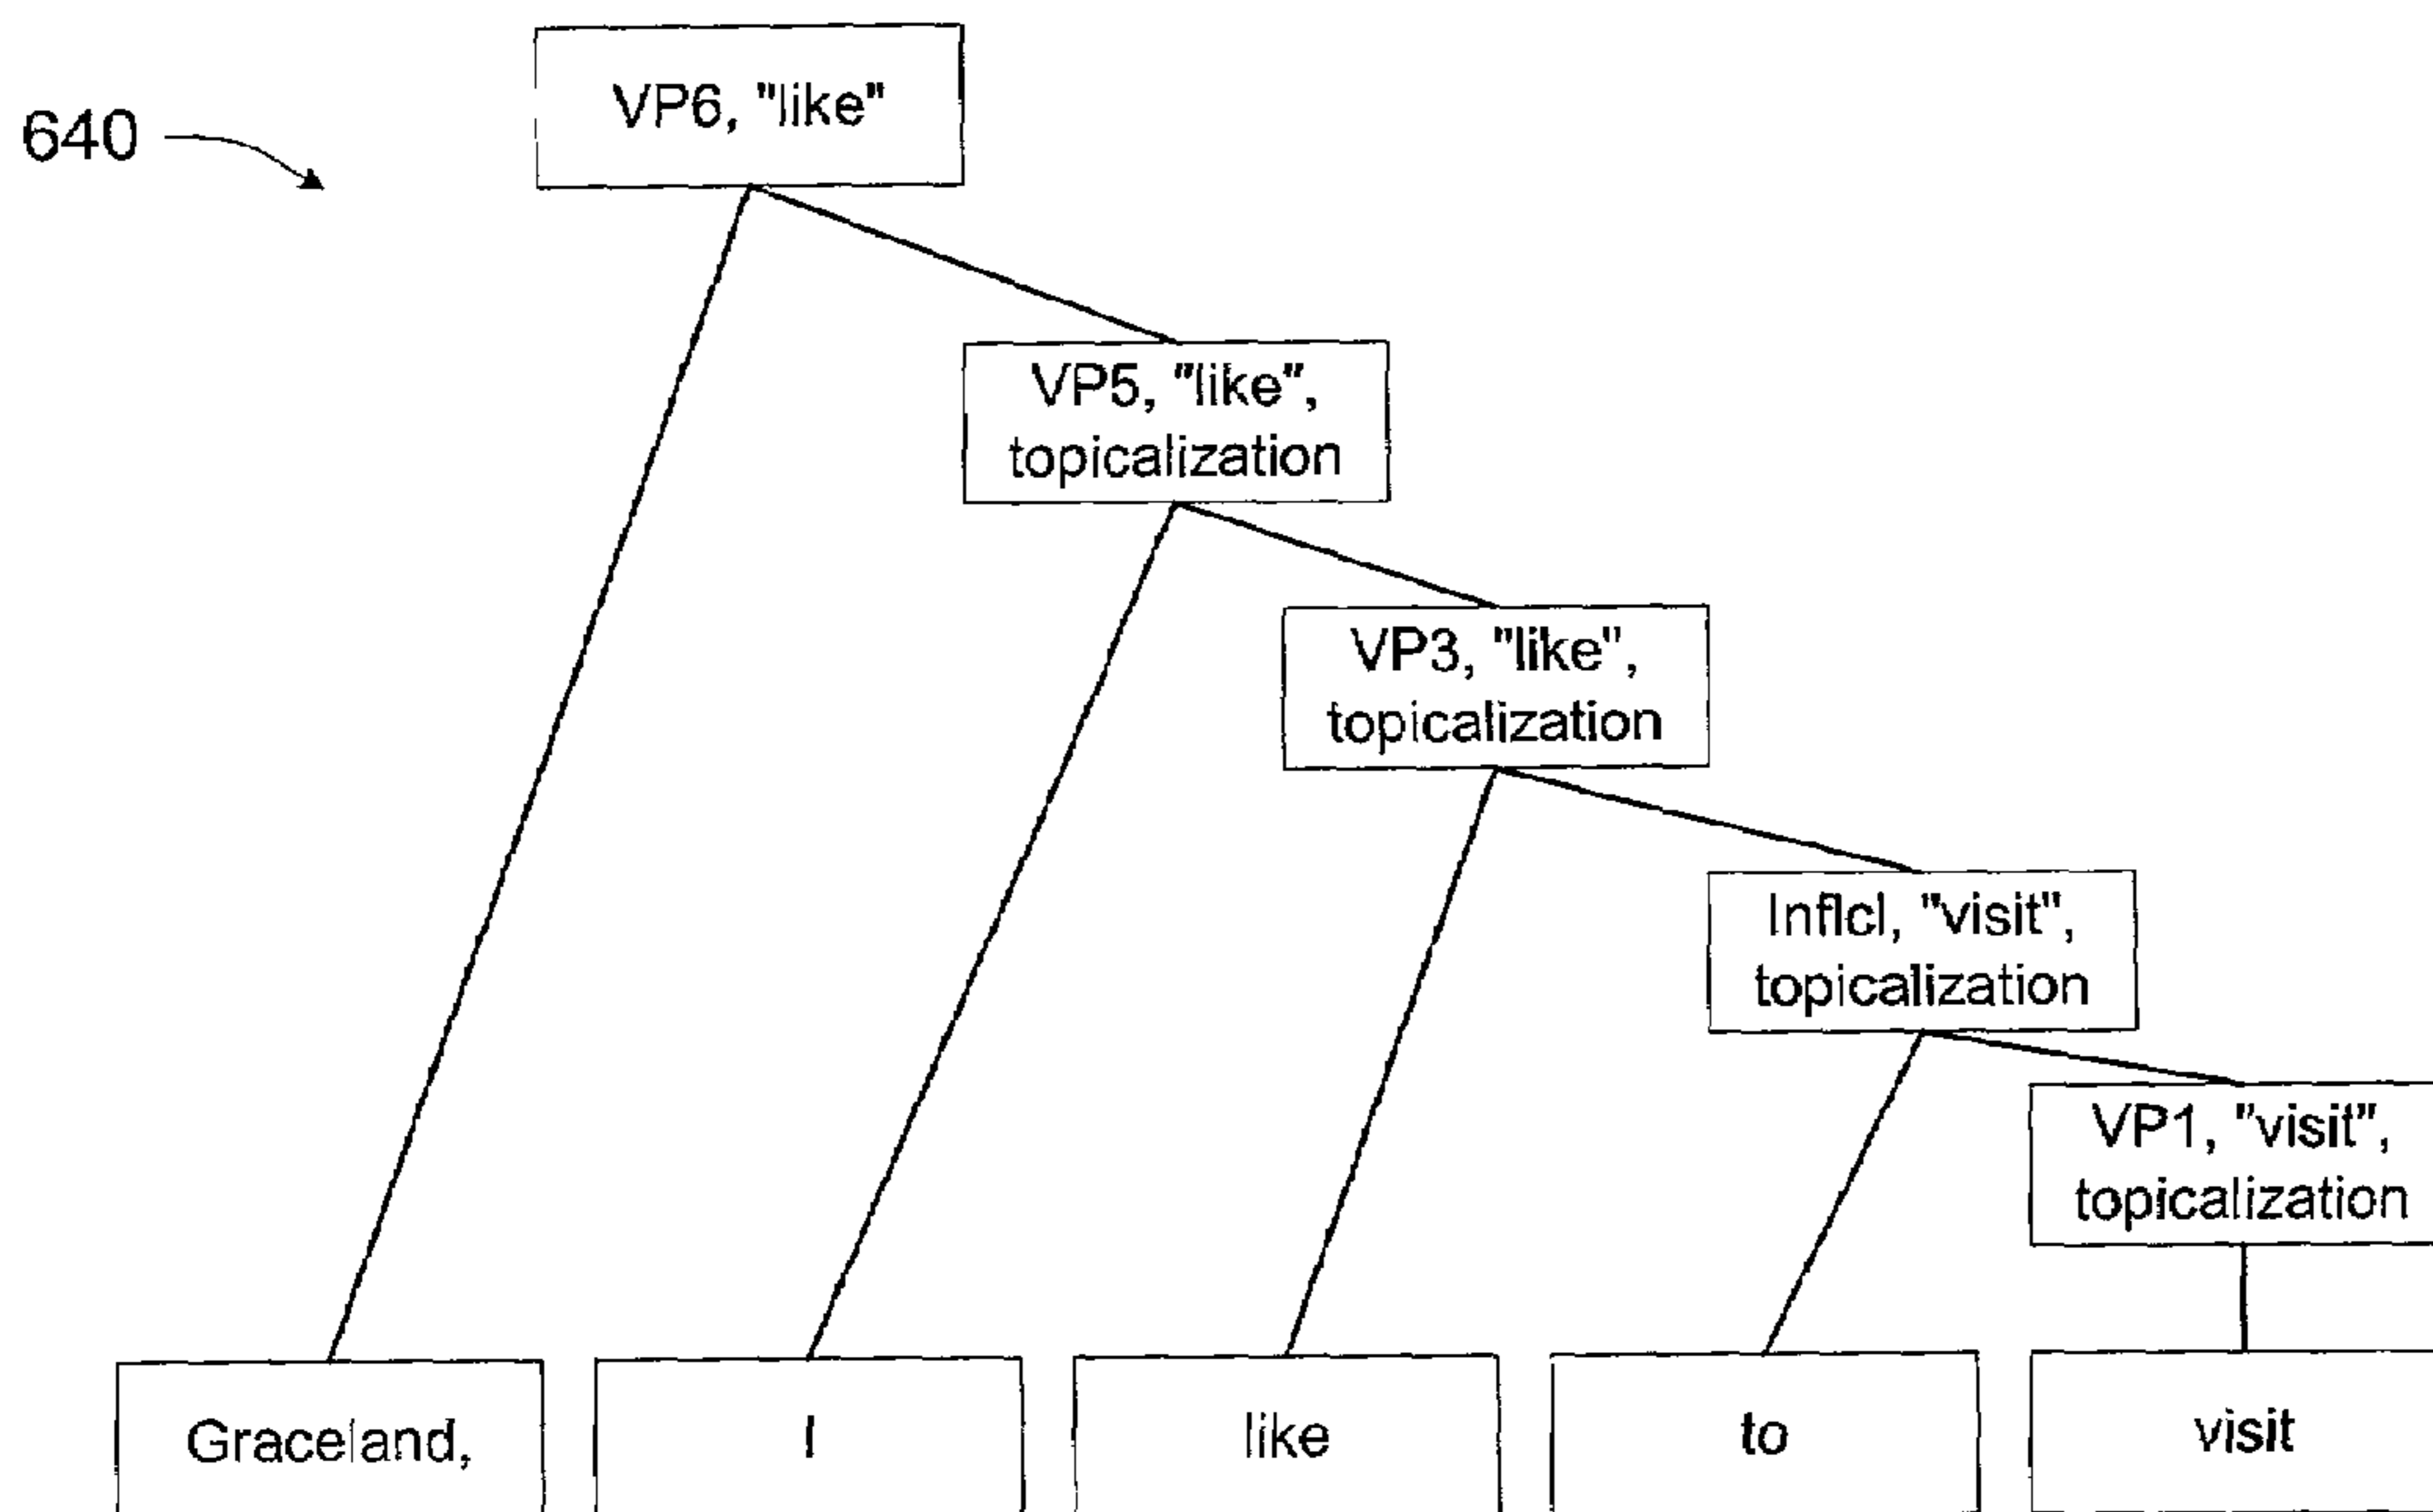 VP6, "like"
640
VP5, "like",
topicalization
VP3, "like",
topicalization
Inflcl, "visit",
topicalization
VP1, "visit",
topicalization
Graceland,
I
like
to
visit